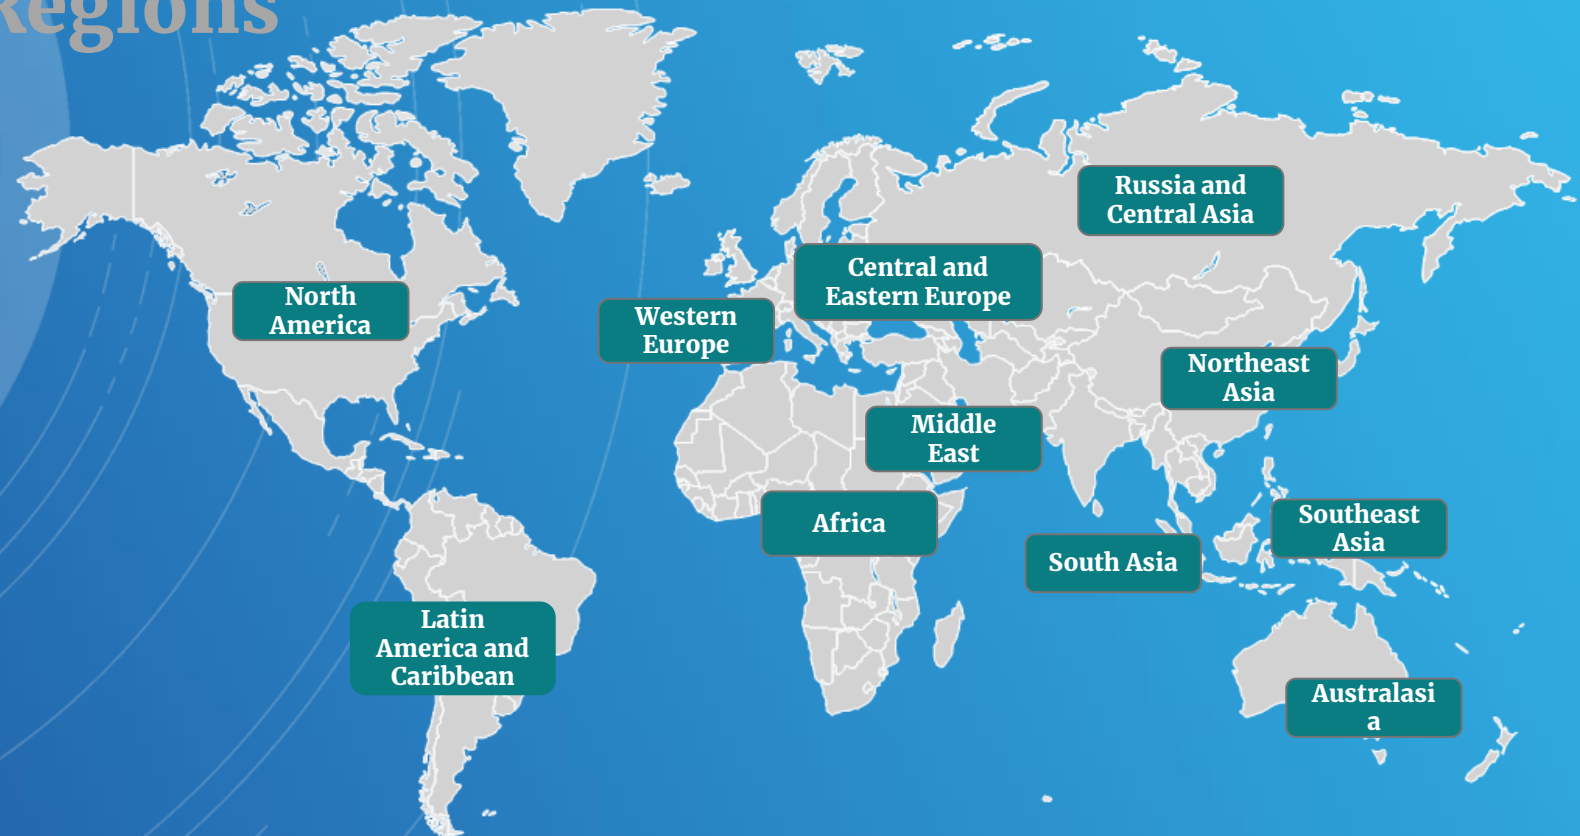 Regions
Russia and
Central Asia
Central and
Eastern Europe
North
America
Western
Europe
Northeast
Asia
Middle
East
Africa
Southeast
Asia
South Asia
Latin
America and
Caribbean
Australasi
a